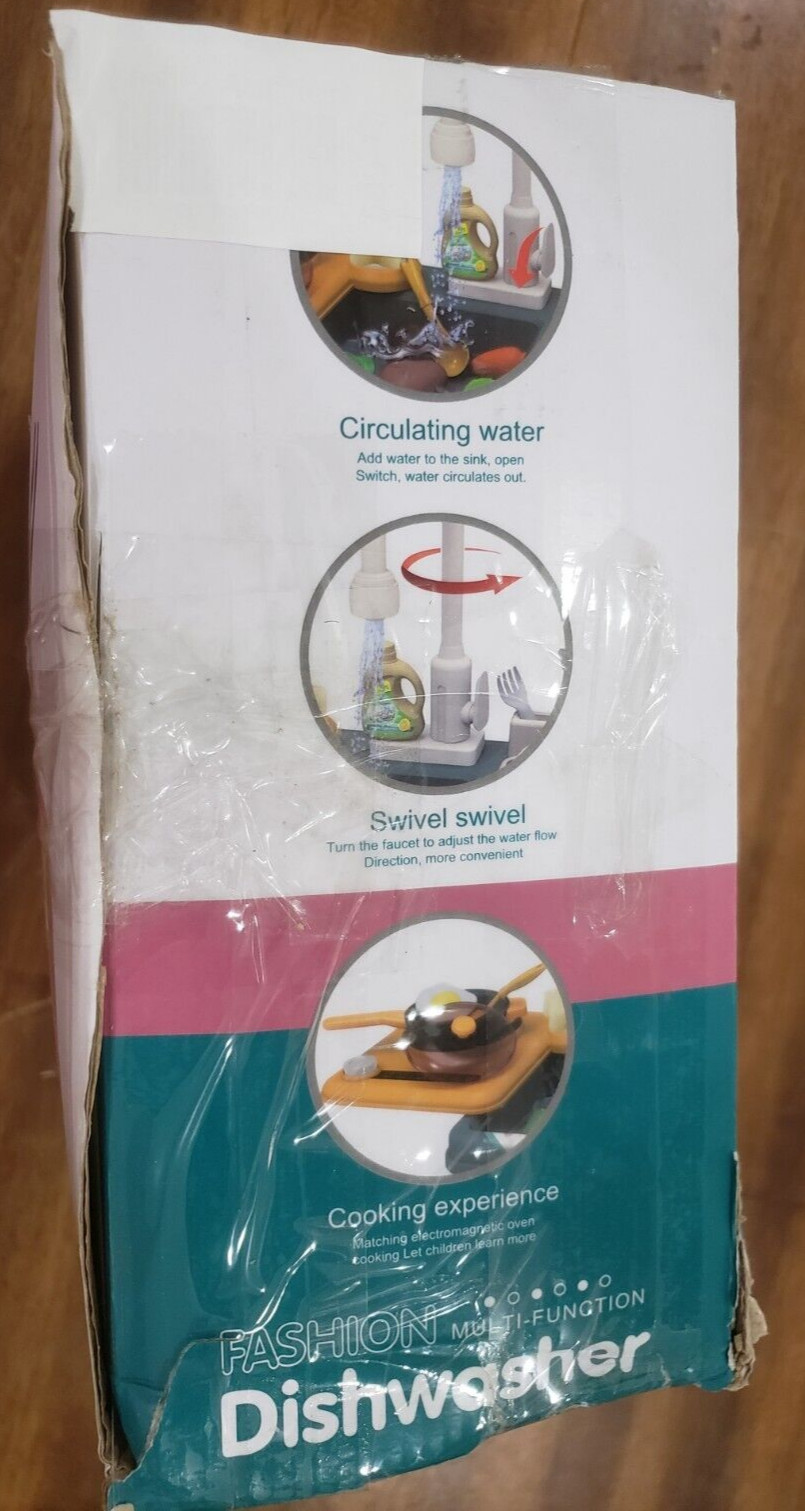 Circulating water
Add water to the sink, open
Switch, water circulates out.
Swivel swivel
Turn the faucet to adjust the water flow
Direction, more convenient
Cooking experience
Matching electromagnetic oven
cooking Let children learn more
FASHION MULTI-FUNCTION
Dishwasher